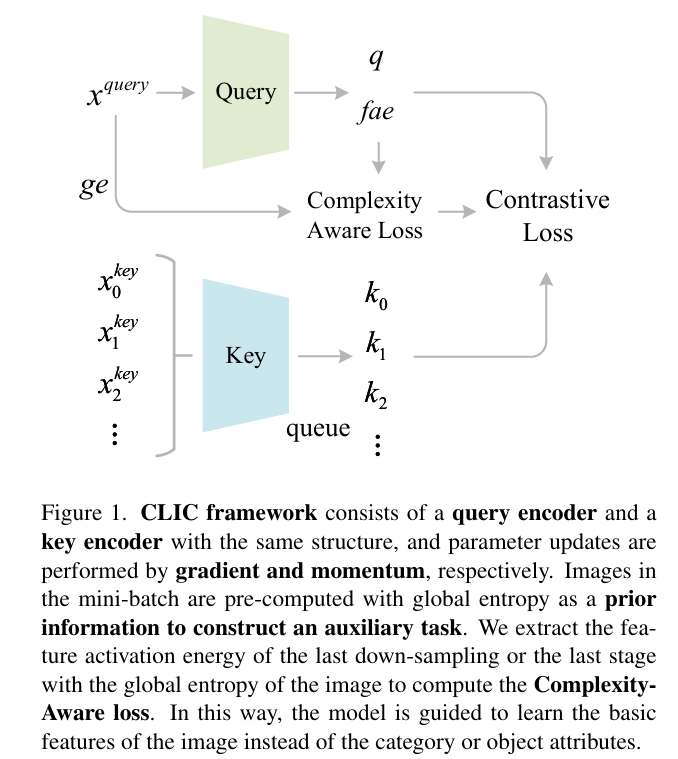 x^query
Query
q
fae
ge
Complexity
Aware Loss
Contrastive
Loss
x_0^key
x_1^key
x_2^key
⋮
Key
k_0
k_1
k_2
⋮
queue
Figure 1. CLIC framework consists of a query encoder and a
key encoder with the same structure, and parameter updates are
performed by gradient and momentum, respectively. Images in
the mini-batch are pre-computed with global entropy as a prior
information to construct an auxiliary task. We extract the fea-
ture activation energy of the last down-sampling or the last stage
with the global entropy of the image to compute the Complexity-
Aware loss. In this way, the model is guided to learn the basic
features of the image instead of the category or object attributes.